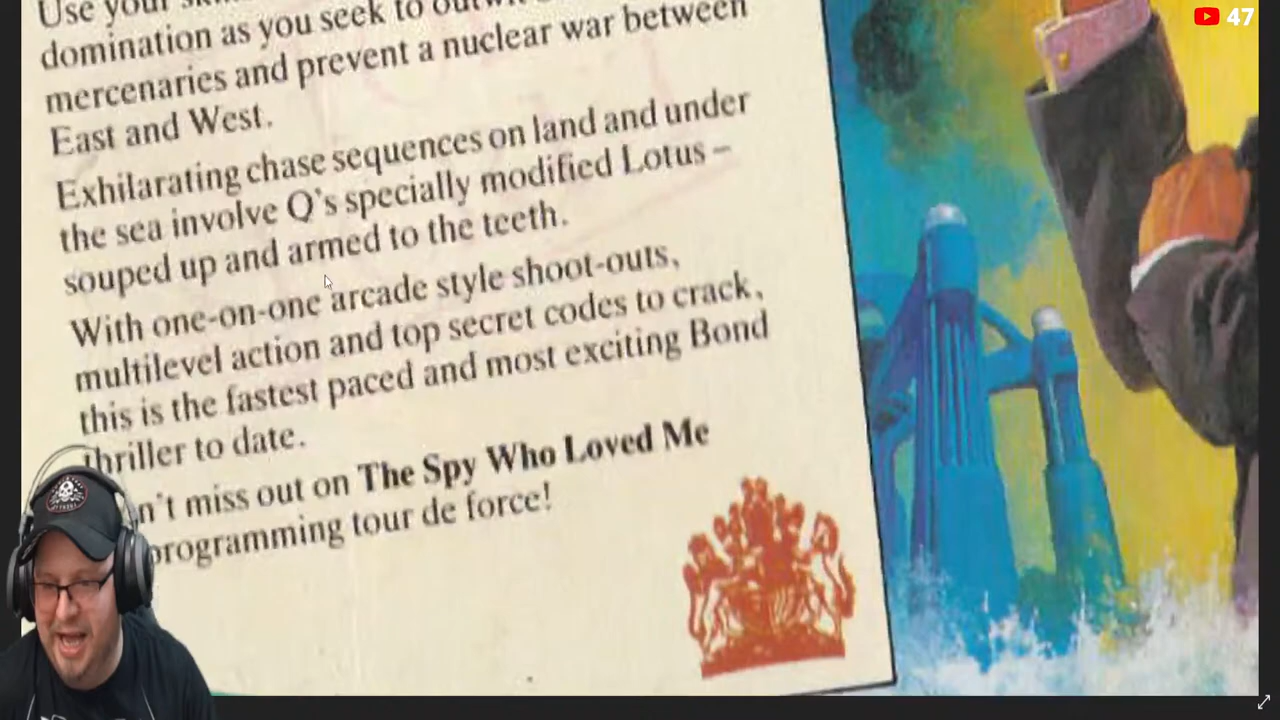 47
Use your
domination as you seek to
mercenaries and prevent a nuclear war between
East and West.
Exhilarating chase sequences on land and under
the sea involve Q's specially modified Lotus –
souped up and armed to the teeth.
With one-on-one arcade style shoot-outs,
multilevel action and top secret codes to crack,
this is the fastest paced and most exciting Bond
thriller to date.
n't miss out on The Spy Who Loved Me
programming tour de force!